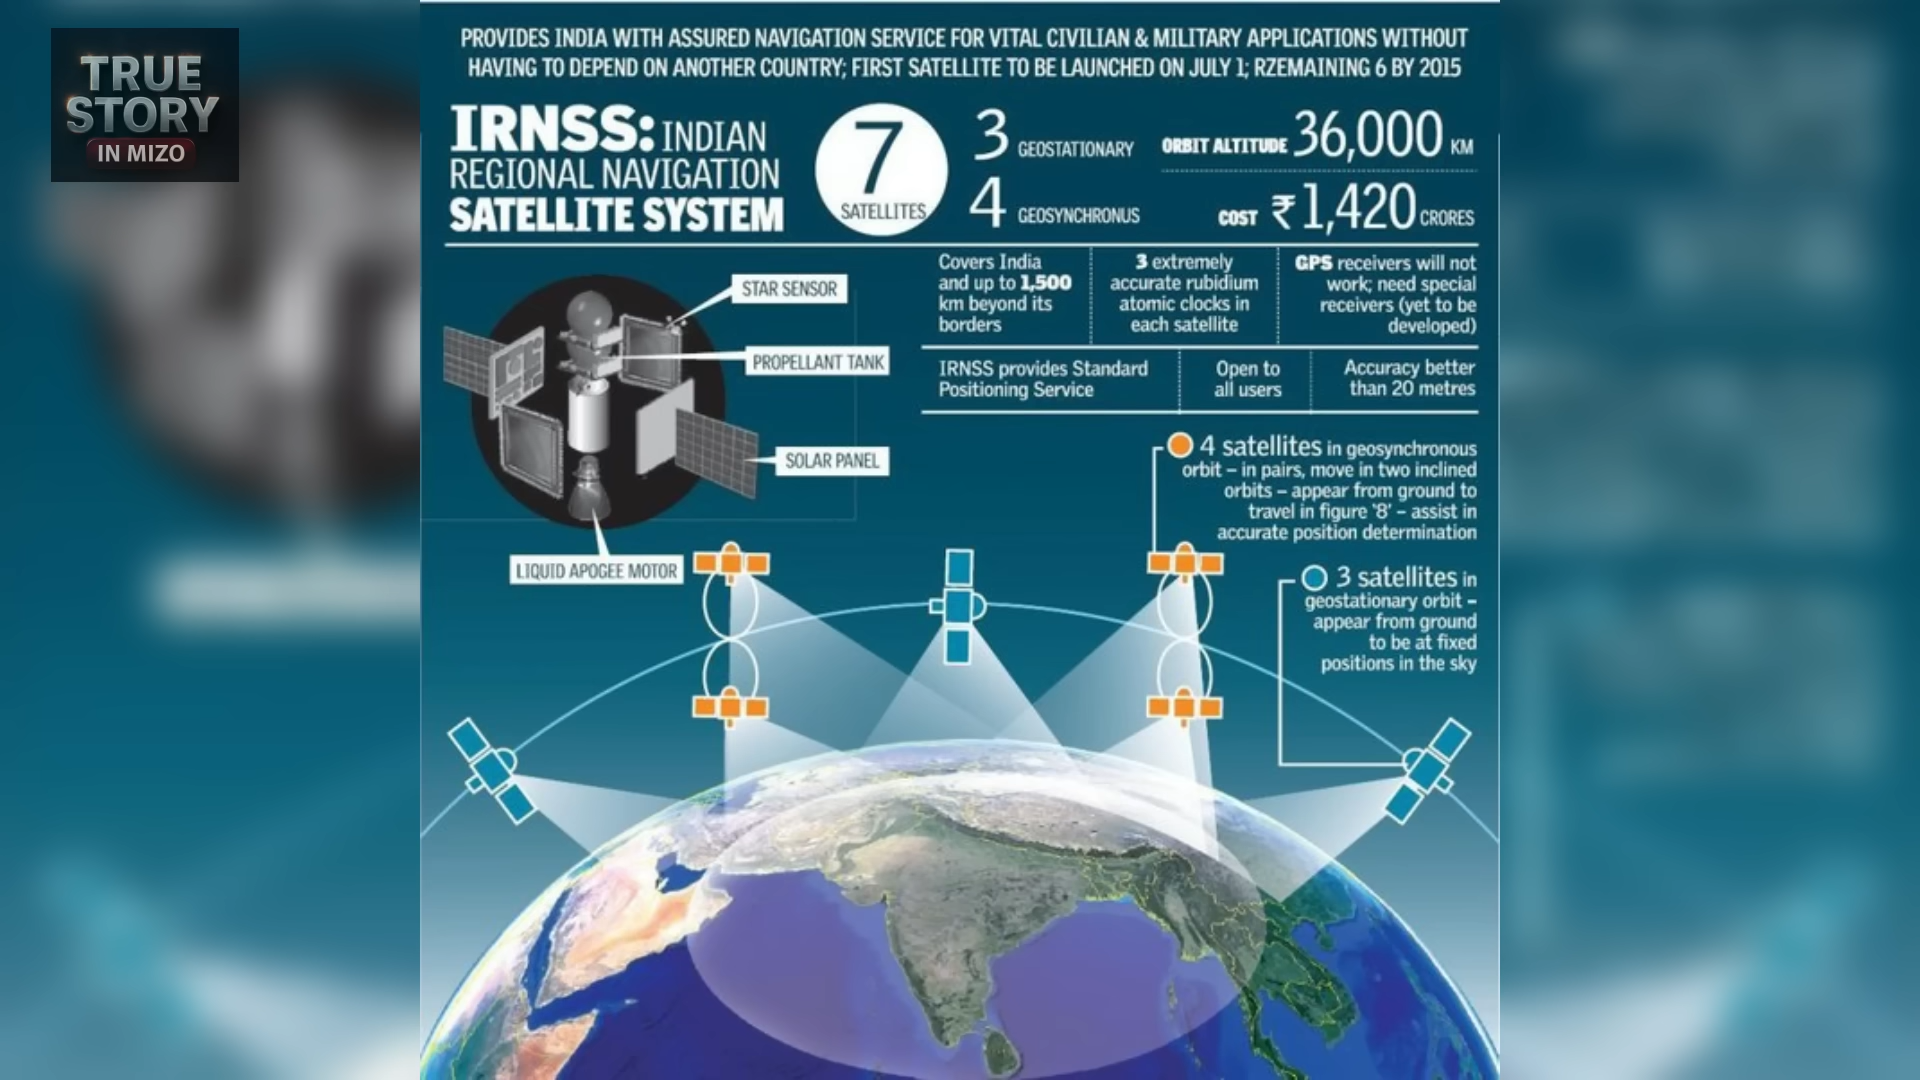 TRUE
STORY
IN MIZO
PROVIDES INDIA WITH ASSURED NAVIGATION SERVICE FOR VITAL CIVILIAN & MILITARY APPLICATIONS WITHOUT
HAVING TO DEPEND ON ANOTHER COUNTRY; FIRST SATELLITE TO BE LAUNCHED ON JULY 1; RZEMAINING 6 BY 2015
IRNSS: INDIAN
REGIONAL NAVIGATION
SATELLITE SYSTEM
7
SATELLITES
3 GEOSTATIONARY
4 GEOSYNCHRONUS
ORBIT ALTITUDE 36,000 KM
COST ₹1,420 CRORES
Covers India
and up to 1,500
km beyond its
borders
3 extremely
accurate rubidium
atomic clocks in
each satellite
GPS receivers will not
work; need special
receivers (yet to be
developed)
IRNSS provides Standard
Positioning Service
Open to
all users
Accuracy better
than 20 metres
STAR SENSOR
PROPELLANT TANK
SOLAR PANEL
LIQUID APOGEE MOTOR
4 satellites in geosynchronous
orbit – in pairs, move in two inclined
orbits – appear from ground to
travel in figure '8' – assist in
accurate position determination
3 satellites in
geostationary orbit –
appear from ground
to be at fixed
positions in the sky